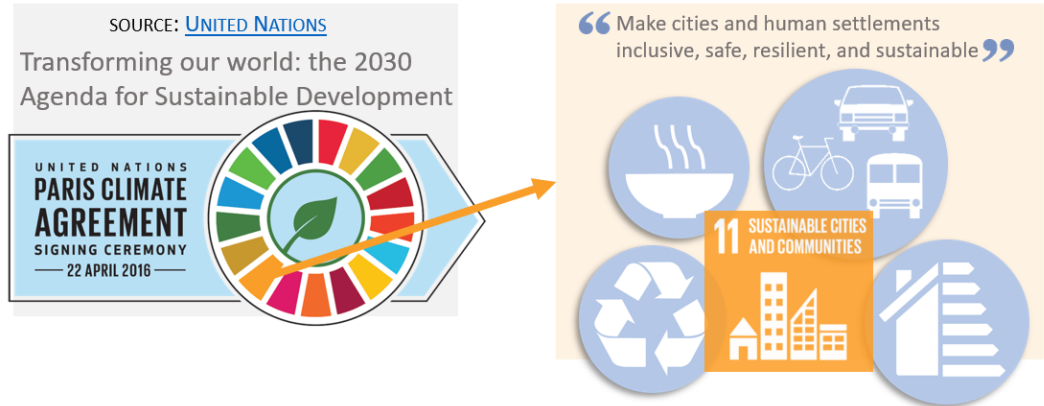 SOURCE: UNITED NATIONS
Transforming our world: the 2030
Agenda for Sustainable Development
UNITED NATIONS
PARIS CLIMATE
AGREEMENT
SIGNING CEREMONY
22 APRIL 2016
“ Make cities and human settlements
inclusive, safe, resilient, and sustainable ”
11 SUSTAINABLE CITIES
AND COMMUNITIES